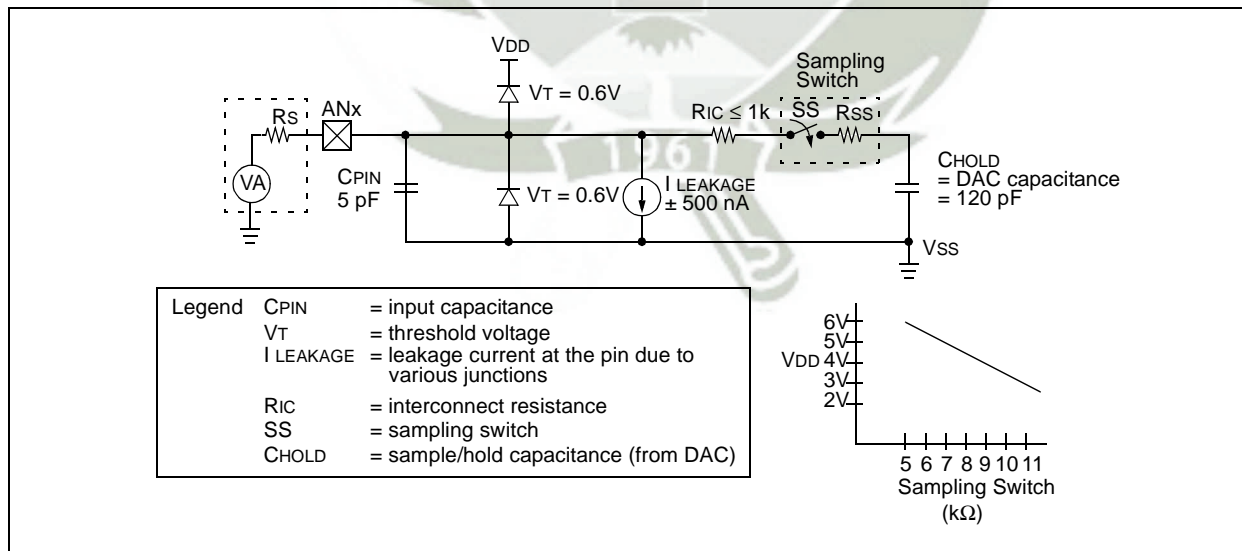 VDD
Sampling
Switch
VT = 0.6V
ANx
RIC ≤ 1k
SS
RSS
RS
VA
CPIN
5 pF
VT = 0.6V
I LEAKAGE
± 500 nA
CHOLD
= DAC capacitance
= 120 pF
VSS
1961
Legend CPIN = input capacitance
VT = threshold voltage
I LEAKAGE = leakage current at the pin due to
various junctions
RIC = interconnect resistance
SS = sampling switch
CHOLD = sample/hold capacitance (from DAC)
6V
5V
VDD 4V
3V
2V
5 6 7 8 9 10 11
Sampling Switch
(kΩ)